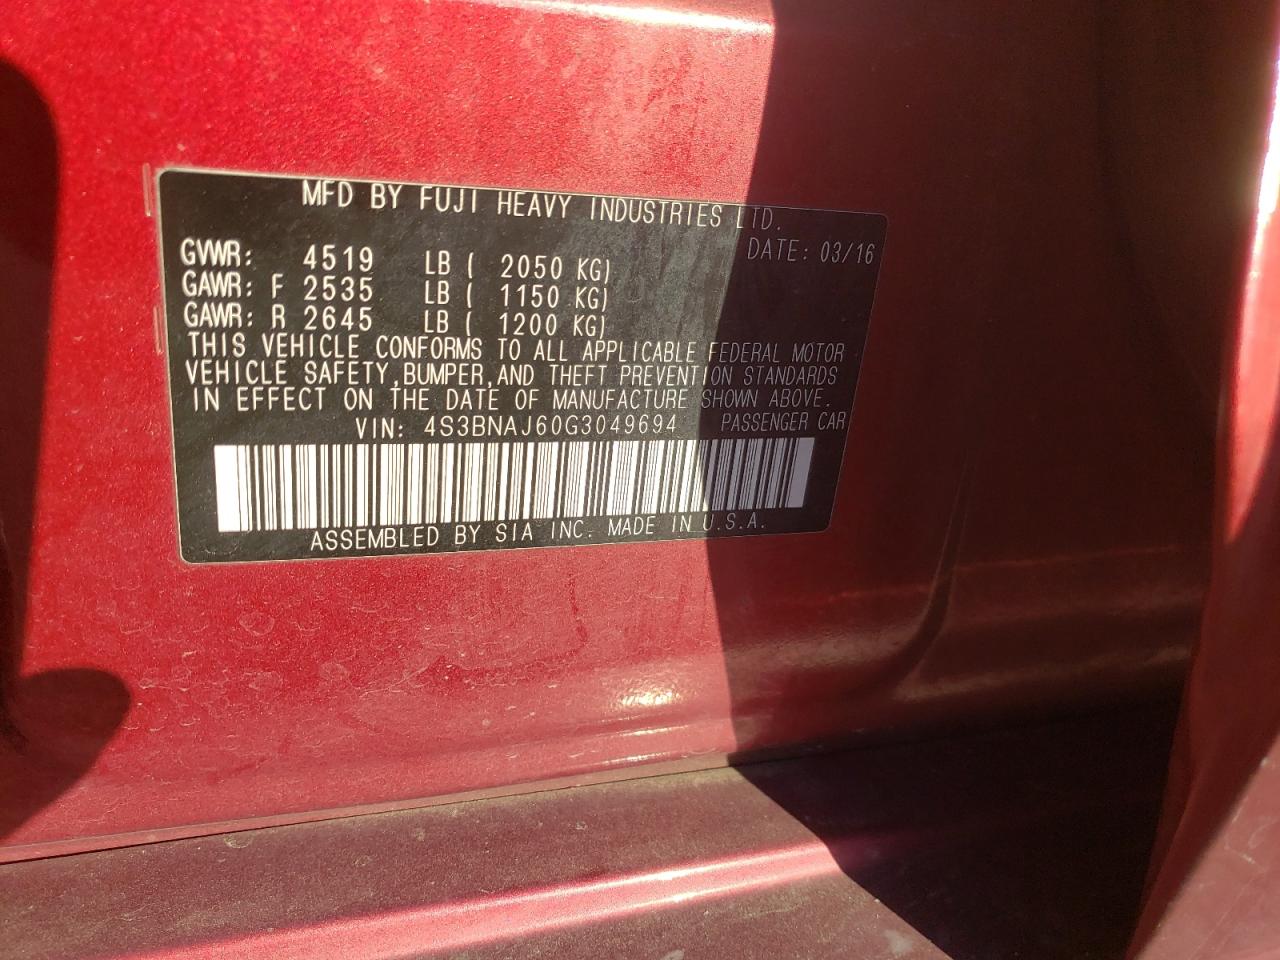 MFD BY FUJI HEAVY INDUSTRIES LTD.
DATE: 03/16
GVWR: 4519 LB ( 2050 KG)
GAWR: F 2535 LB ( 1150 KG)
GAWR: R 2645 LB ( 1200 KG)
THIS VEHICLE CONFORMS TO ALL APPLICABLE FEDERAL MOTOR
VEHICLE SAFETY,BUMPER,AND THEFT PREVENTION STANDARDS
IN EFFECT ON THE DATE OF MANUFACTURE SHOWN ABOVE.
VIN: 4S3BNAJ60G3049694 PASSENGER CAR
ASSEMBLED BY SIA INC. MADE IN U.S.A.